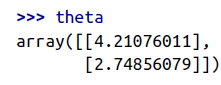 >>> theta
array([[4.21076011],
       [2.74856079]])